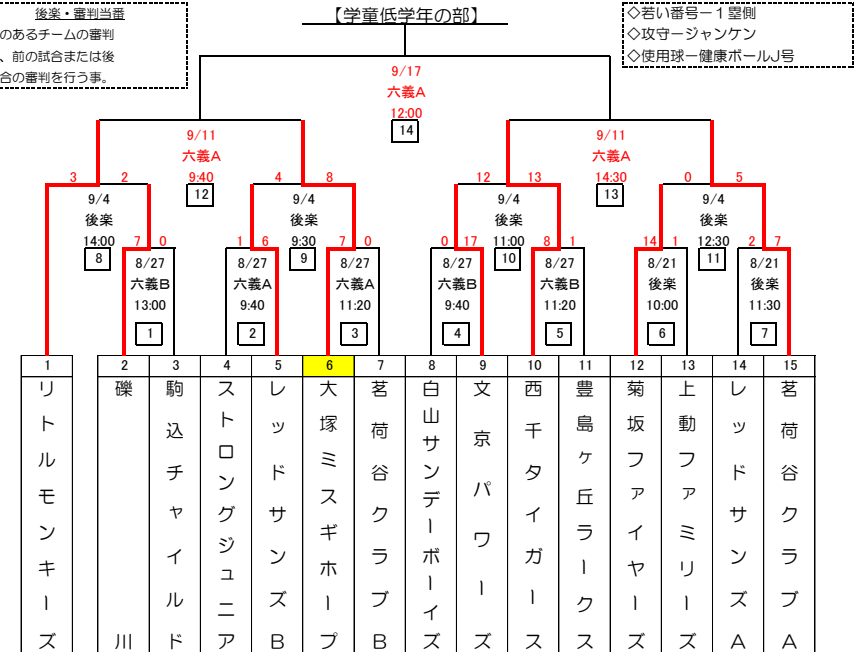 後楽・審判当番
のあるチームの審判
、前の試合または後
合の審判を行う事。
【学童低学年の部】
◇若い番号－1塁側
◇攻守－ジャンケン
◇使用球－健康ボールJ号
9/17
六義A
12:00
14
9/11
六義A
9:40
12
9/11
六義A
14:30
13
3 2
4 8
12 13
0 5
9/4
後楽
14:00
8
9/4
後楽
9:30
9
9/4
後楽
11:00
10
9/4
後楽
12:30
11
7 0
1 6
7 0
0 17
8 1
14 1
2 7
8/27
六義B
13:00
1
8/27
六義A
9:40
2
8/27
六義A
11:20
3
8/27
六義B
9:40
4
8/27
六義B
11:20
5
8/21
後楽
10:00
6
8/21
後楽
11:30
7
1 2 3 4 5 6 7 8 9 10 11 12 13 14 15
リトルモンキーズ
礫川
駒込チャイルド
ストロングジュニア
レッドサンズB
大塚ミスギホープ
茗荷谷クラブB
白山サンデーボーイズ
文京パワーズ
西千タイガース
豊島ヶ丘ラークス
菊坂ファイヤーズ
上動ファミリーズ
レッドサンズA
茗荷谷クラブA